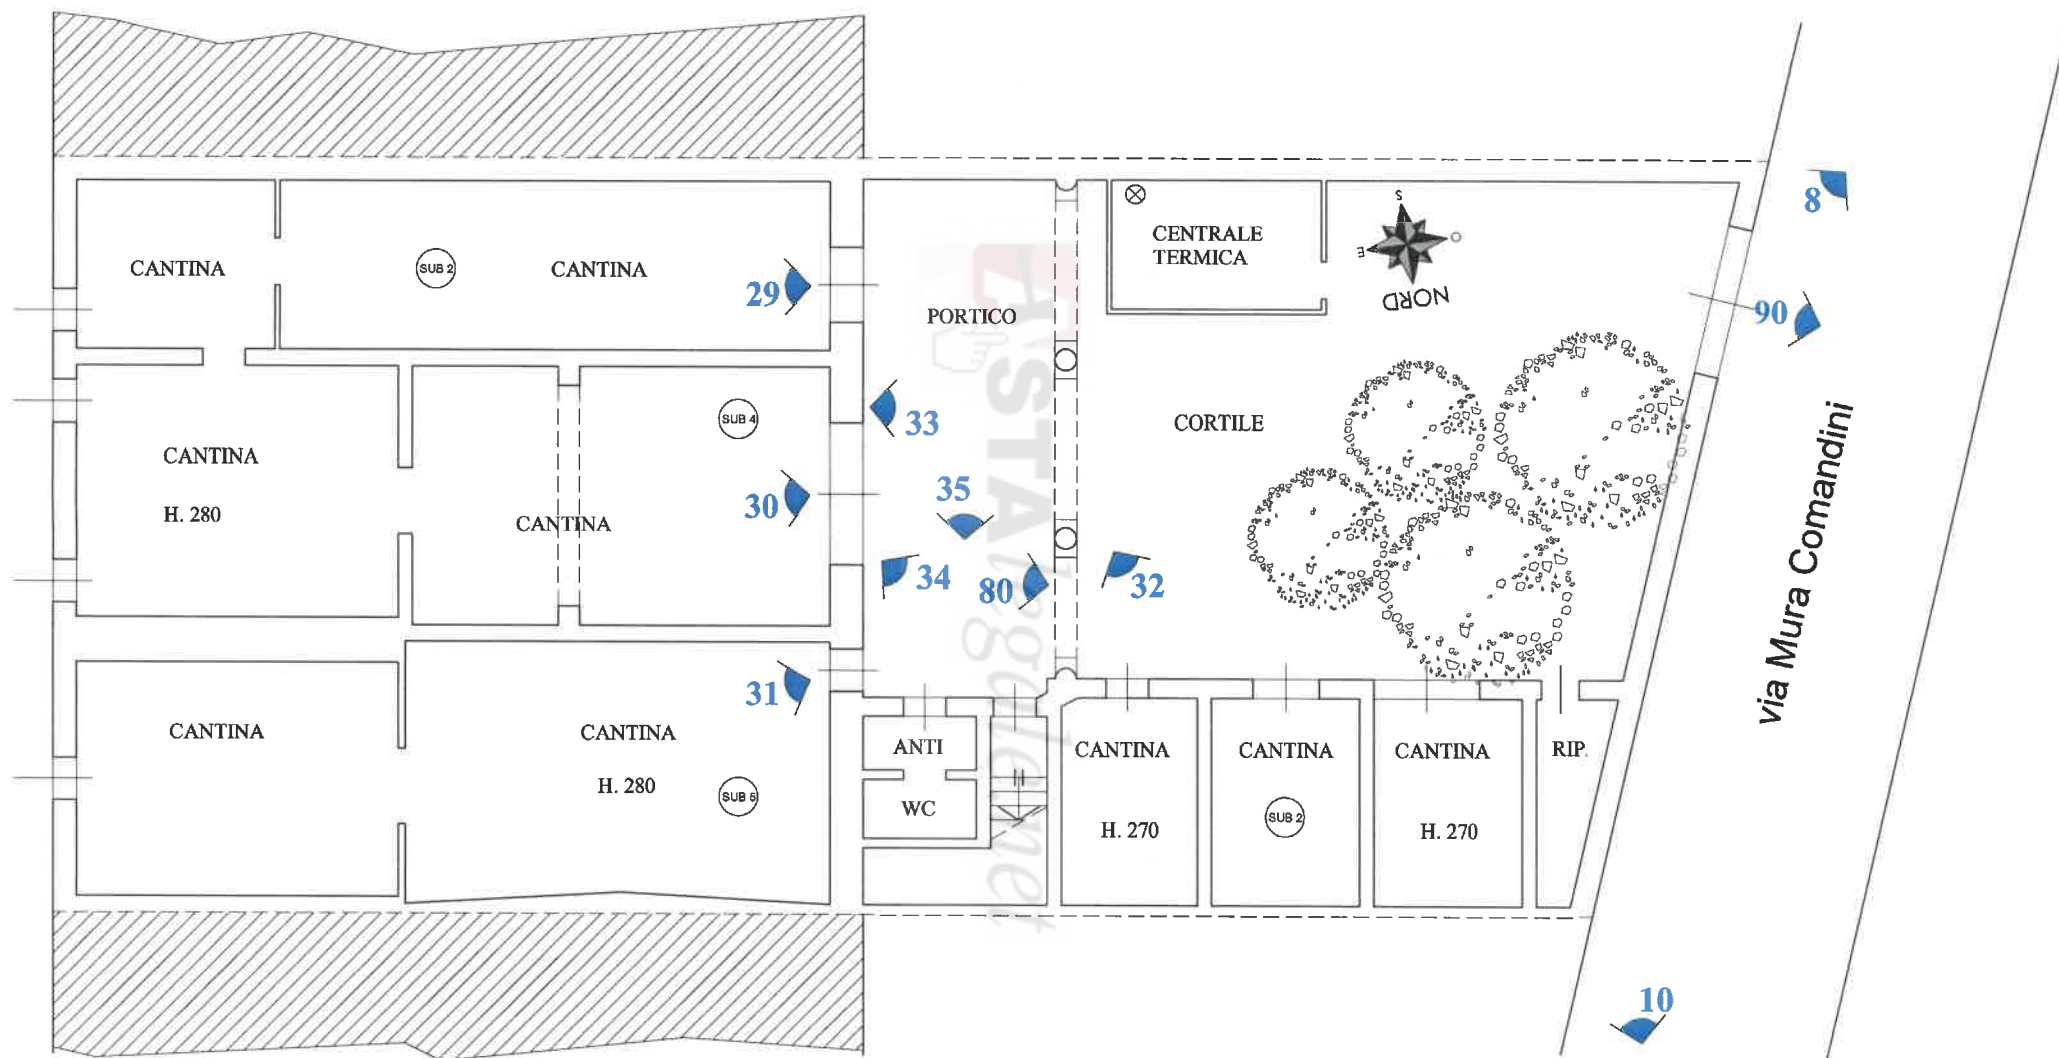 8
S
CENTRALE
TERMICA
O
E
NORD
CANTINA
SUB 2
CANTINA
29
PORTICO
90
33
SUB 4
CORTILE
CANTINA
H. 280
30
CANTINA
35
34
80
32
via Mura Comandini
31
CANTINA
CANTINA
H. 280
SUB 5
ANTI
WC
CANTINA
H. 270
CANTINA
SUB 2
CANTINA
H. 270
RIP.
10
ASTAlegale.net